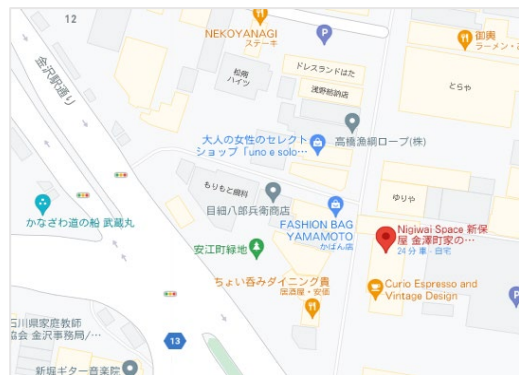 12
NEKOYANAGI
ステーキ
御輿
金沢駅通り
松南
ハイツ
ドレスランドはた
浅野結納店
とらや
大人の女性のセレクト
ショップ「uno e solo…
高橋漁網ロープ(株)
もりもと歯科
目細八郎兵衛商店
ゆりや
かなざわ道の船 武蔵丸
FASHION BAG
YAMAMOTO
かばん店
Nigiwai Space 新保
屋 金澤町家の…
24 分 車 - 自宅
安江町緑地
ちょい呑みダイニング貴
居酒屋・安価
Curio Espresso and
Vintage Design
石川県家庭教師
協会 金沢事務局/…
13
新堀ギター音楽院
P
P